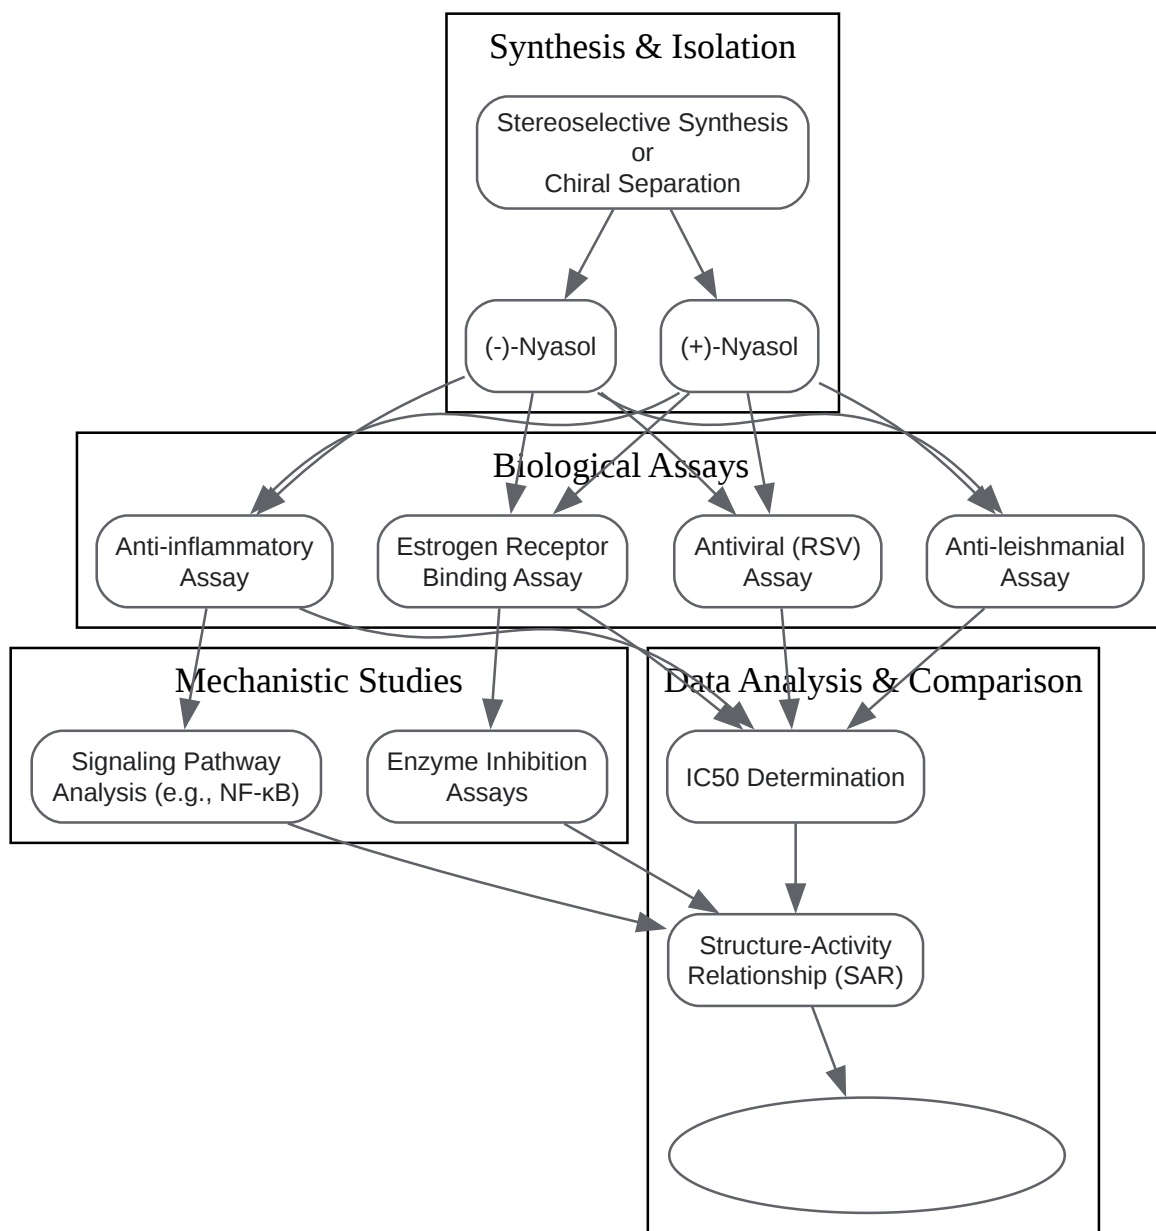 Synthesis & Isolation
Stereoselective Synthesis
or
Chiral Separation
(-)-Nyasol
(+)-Nyasol
Biological Assays
Anti-inflammatory
Assay
Estrogen Receptor
Binding Assay
Antiviral (RSV)
Assay
Anti-leishmanial
Assay
Mechanistic Studies
Signaling Pathway
Analysis (e.g., NF-κB)
Enzyme Inhibition
Assays
Data Analysis & Comparison
IC50 Determination
Structure-Activity
Relationship (SAR)